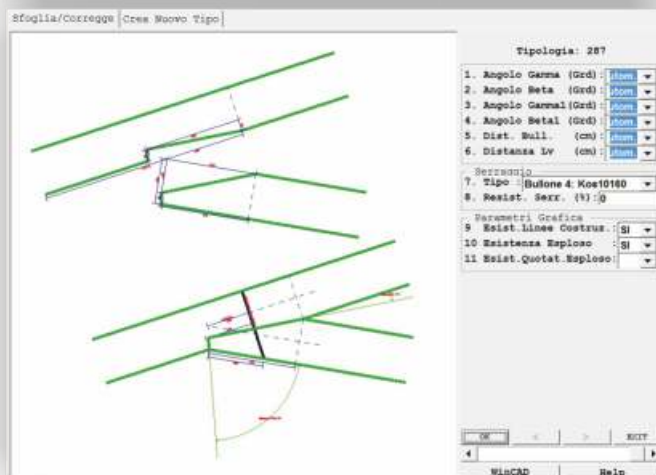 Sfoglia/Corregge Crea Nuovo Tipo
Tipologia: 287
1. Angolo Gamma (Grd):
2. Angolo Beta (Grd):
3. Angolo Gamma1(Grd):
4. Angolo Beta1 (Grd):
5. Dist. Bull. (cm):
6. Distanza Lv (cm):
Serraggio
7. Tipo : Bullone 4: Kos10160
8. Resist. Serr. (%): 0
Parametri Grafica
9 Esist.Linee Costruz.: SI
10 Esistenza Esploso : SI
11 Esist.Quotat.Esploso:
OK < > EXIT
WinCAD Help